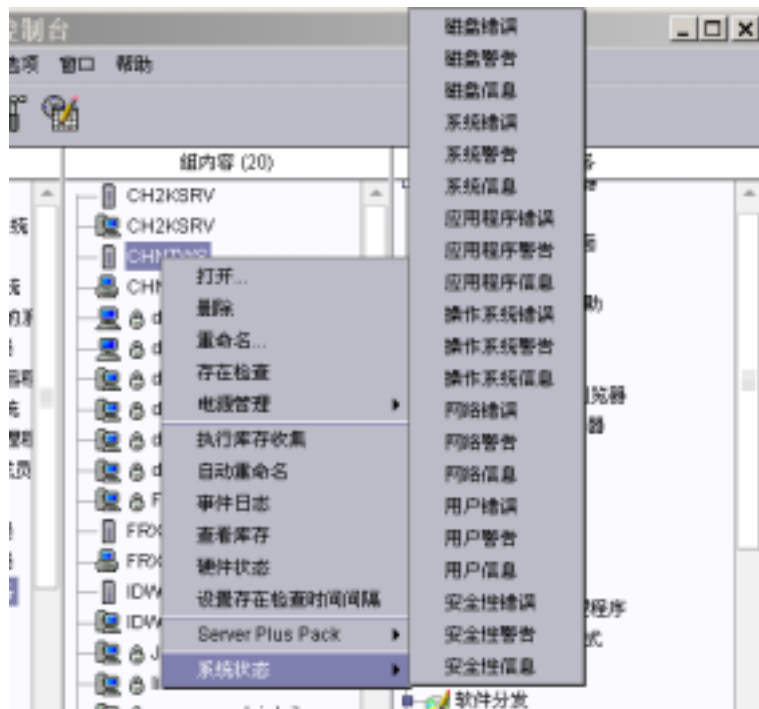 控制台
选项 窗口 帮助
组内容 (20)
CH2KSRV
CH2KSRV
CHNTWS
FRX
FRX
IDW
IDW
打开...
删除
重命名...
存在检查
电源管理
执行库存收集
自动重命名
事件日志
查看库存
硬件状态
设置存在检查时间间隔
Server Plus Pack
系统状态
磁盘错误
磁盘警告
磁盘信息
系统错误
系统警告
系统信息
应用程序错误
应用程序警告
应用程序信息
操作系统错误
操作系统警告
操作系统信息
网络错误
网络警告
网络信息
用户错误
用户警告
用户信息
安全性错误
安全性警告
安全性信息
软件分发